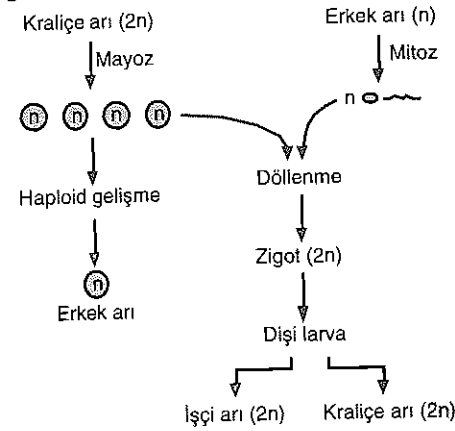 Kraliçe arı (2n)
Erkek arı (n)
Mayoz
Mitoz
n n n n
n
Haploid gelişme
Döllenme
n
Erkek arı
Zigot (2n)
Dişi larva
İşçi arı (2n)
Kraliçe arı (2n)